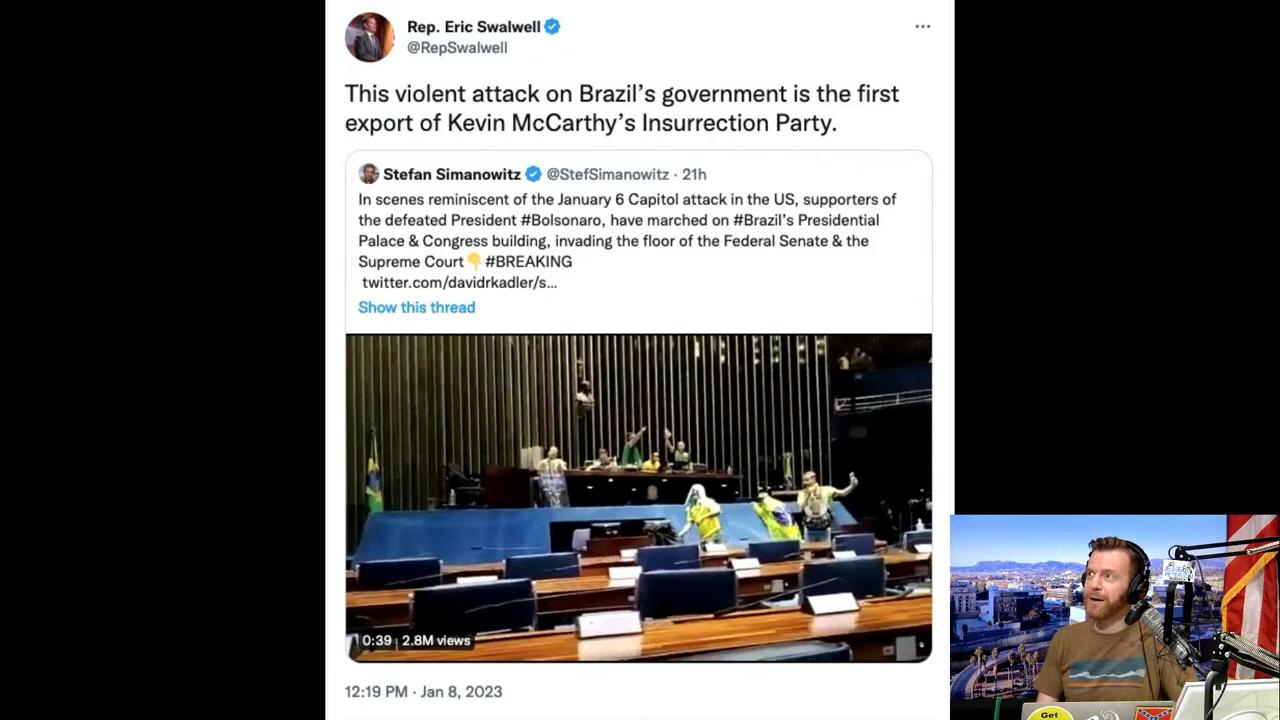 Rep. Eric Swalwell
@RepSwalwell
This violent attack on Brazil's government is the first
export of Kevin McCarthy's Insurrection Party.
Stefan Simanowitz @StefSimanowitz · 21h
In scenes reminiscent of the January 6 Capitol attack in the US, supporters of
the defeated President #Bolsonaro, have marched on #Brazil's Presidential
Palace & Congress building, invading the floor of the Federal Senate & the
Supreme Court👇 #BREAKING
twitter.com/davidrkadler/s...
Show this thread
0:39 | 2.8M views
12:19 PM · Jan 8, 2023
Get